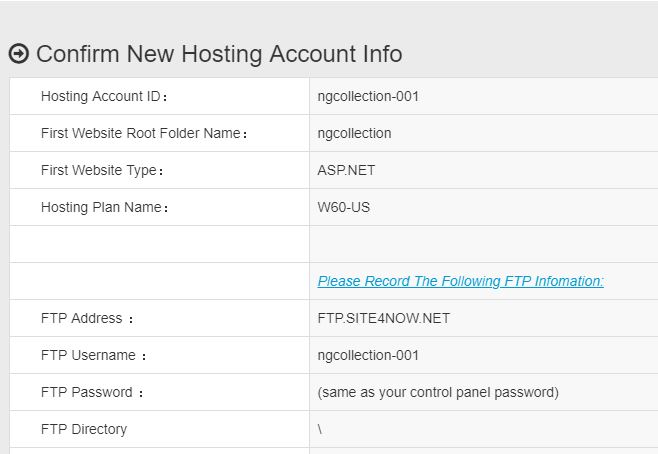 Confirm New Hosting Account Info
Hosting Account ID： ngcollection-001
First Website Root Folder Name： ngcollection
First Website Type： ASP.NET
Hosting Plan Name： W60-US
Please Record The Following FTP Infomation:
FTP Address ： FTP.SITE4NOW.NET
FTP Username ： ngcollection-001
FTP Password ： (same as your control panel password)
FTP Directory \